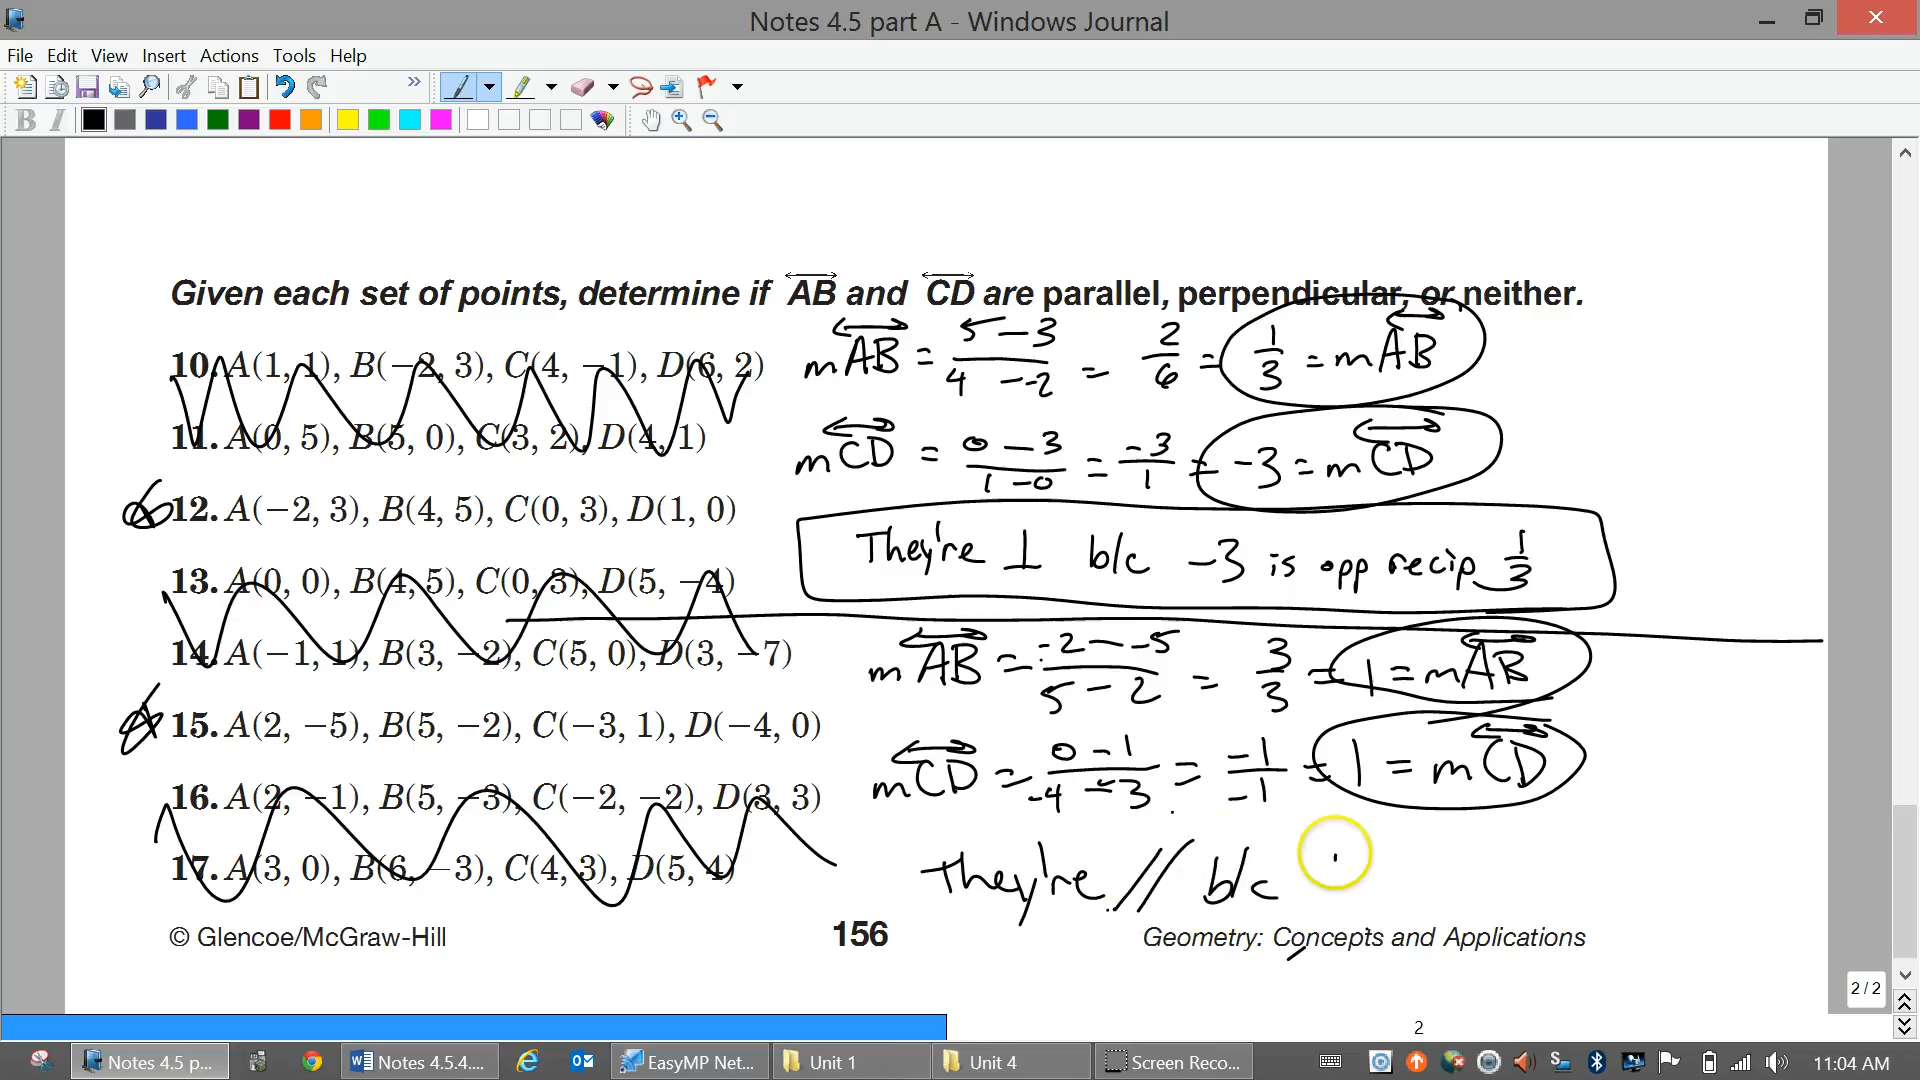 Notes 4.5 part A - Windows Journal
File Edit View Insert Actions Tools Help
B I
Given each set of points, determine if AB and CD are parallel, perpendicular, or neither.
10. A(1, 1), B(−2, 3), C(4, −1), D(6, 2)
11. A(0, 5), B(5, 0), C(3, 2), D(4, 1)
12. A(−2, 3), B(4, 5), C(0, 3), D(1, 0)
13. A(0, 0), B(4, 5), C(0, 3), D(5, −4)
14. A(−1, 1), B(3, −2), C(5, 0), D(3, −7)
15. A(2, −5), B(5, −2), C(−3, 1), D(−4, 0)
16. A(2, −1), B(5, −3), C(−2, −2), D(3, 3)
17. A(3, 0), B(6, −3), C(4, 3), D(5, 4)
mAB = (5 − 3)/(4 − −2) = 2/6 = 1/3 = mAB
mCD = (0 − 3)/(1 − 0) = −3/1 = −3 = mCD
They're ⊥ b/c −3 is opp recip 1/3
mAB = (−2 − −5)/(5 − 2) = 3/3 = 1 = mAB
mCD = (0 − 1)/(−4 − −3) = −1/−1 = 1 = mCD
They're // b/c
© Glencoe/McGraw-Hill 156 Geometry: Concepts and Applications
2 / 2
2
Notes 4.5 p... Notes 4.5.4.... EasyMP Net... Unit 1 Unit 4 Screen Reco... 11:04 AM